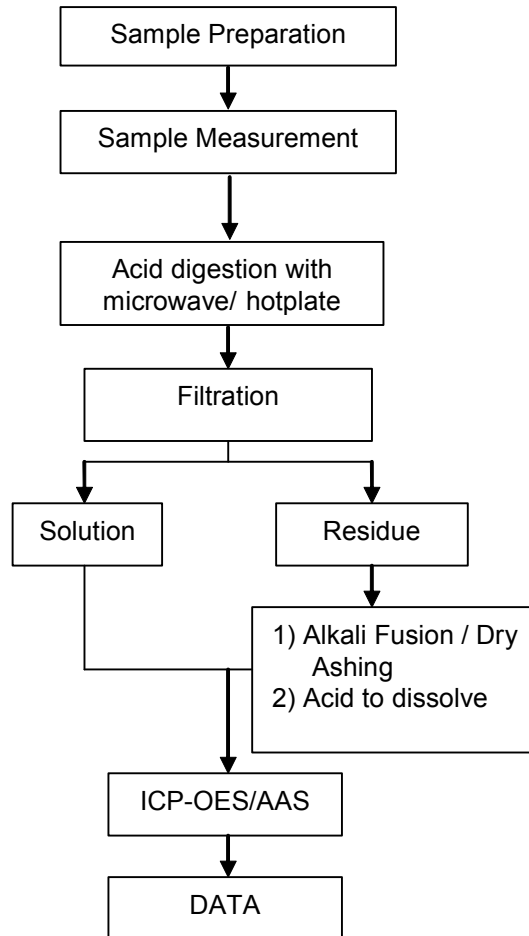 Sample Preparation
Sample Measurement
Acid digestion with
microwave/ hotplate
Filtration
Solution
Residue
1) Alkali Fusion / Dry
Ashing
2) Acid to dissolve
ICP-OES/AAS
DATA